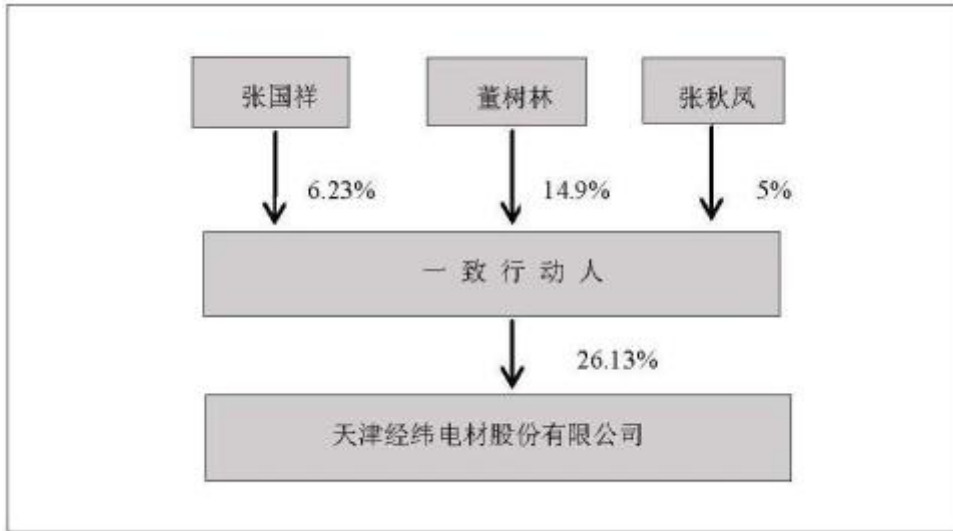 张国祥 董树林 张秋凤
6.23% 14.9% 5%
一致行动人
26.13%
天津经纬电材股份有限公司